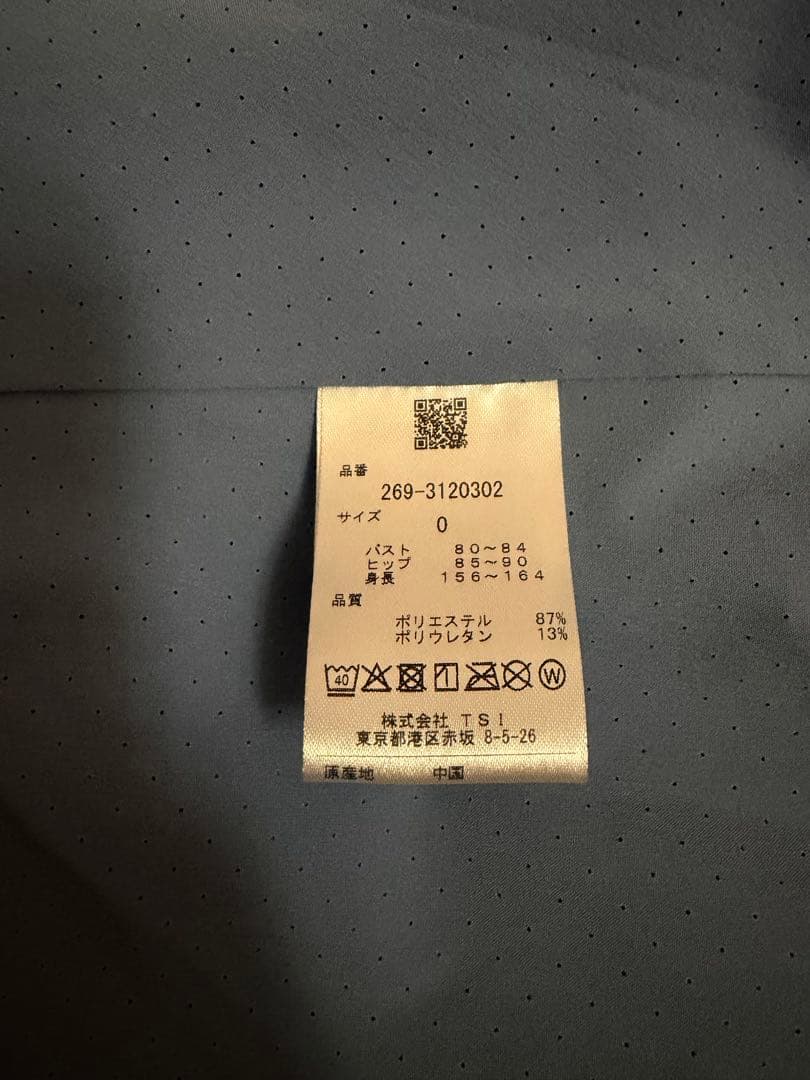 品番
269-3120302
サイズ
0
バスト 80～84
ヒップ 85～90
身長 156～164
品質
ポリエステル 87%
ポリウレタン 13%
40 W
株式会社 TSI
東京都港区赤坂 8-5-26
原産地 中国